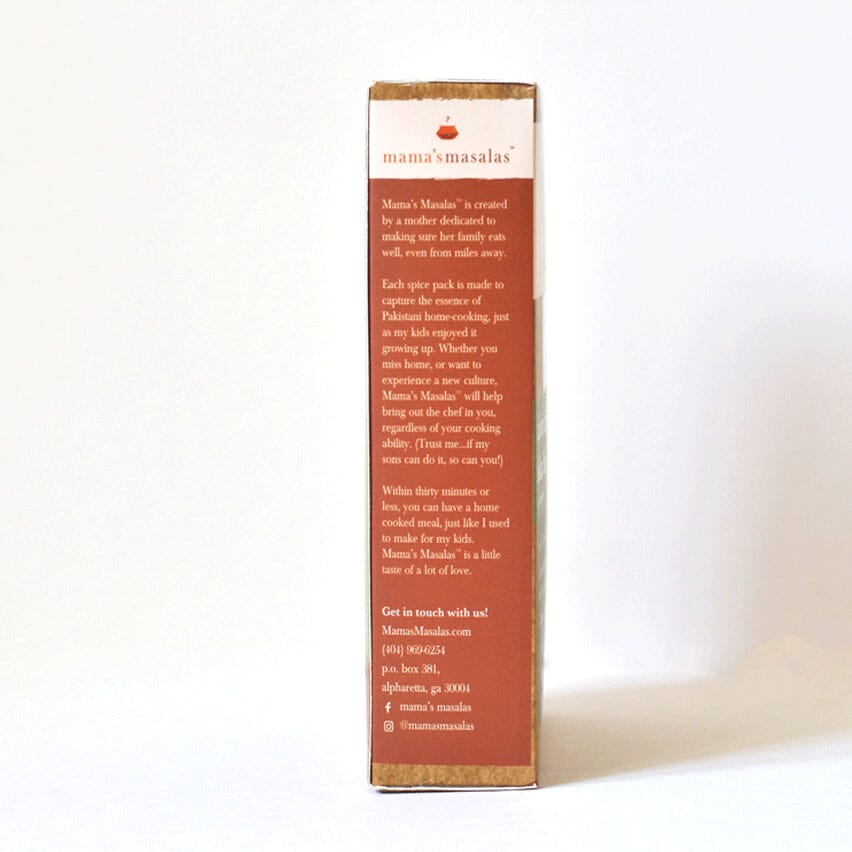 mama'smasalas™
Mama's Masalas™ is created
by a mother dedicated to
making sure her family eats
well, even from miles away.
Each spice pack is made to
capture the essence of
Pakistani home-cooking, just
as my kids enjoyed it
growing up. Whether you
miss home, or want to
experience a new culture,
Mama's Masalas™ will help
bring out the chef in you,
regardless of your cooking
ability. (Trust me...if my
sons can do it, so can you!)
Within thirty minutes or
less, you can have a home
cooked meal, just like I used
to make for my kids.
Mama's Masalas™ is a little
taste of a lot of love.
Get in touch with us!
MamasMasalas.com
(404) 969-6254
p.o. box 381,
alpharetta, ga 30004
mama's masalas
@mamasmasalas